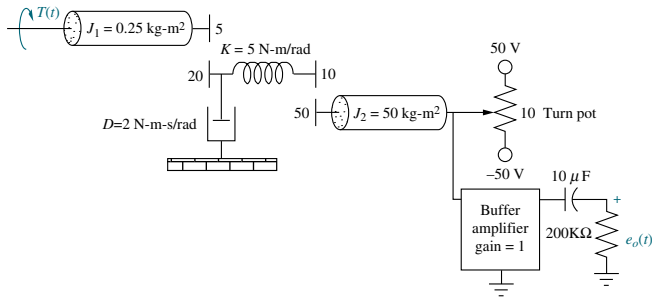 T(t)
J1 = 0.25 kg-m²
5
K = 5 N-m/rad
20
10
D=2 N-m-s/rad
50
J2 = 50 kg-m²
50 V
10 Turn pot
–50 V
10 μF
Buffer
amplifier
gain = 1
200KΩ
+
eo(t)